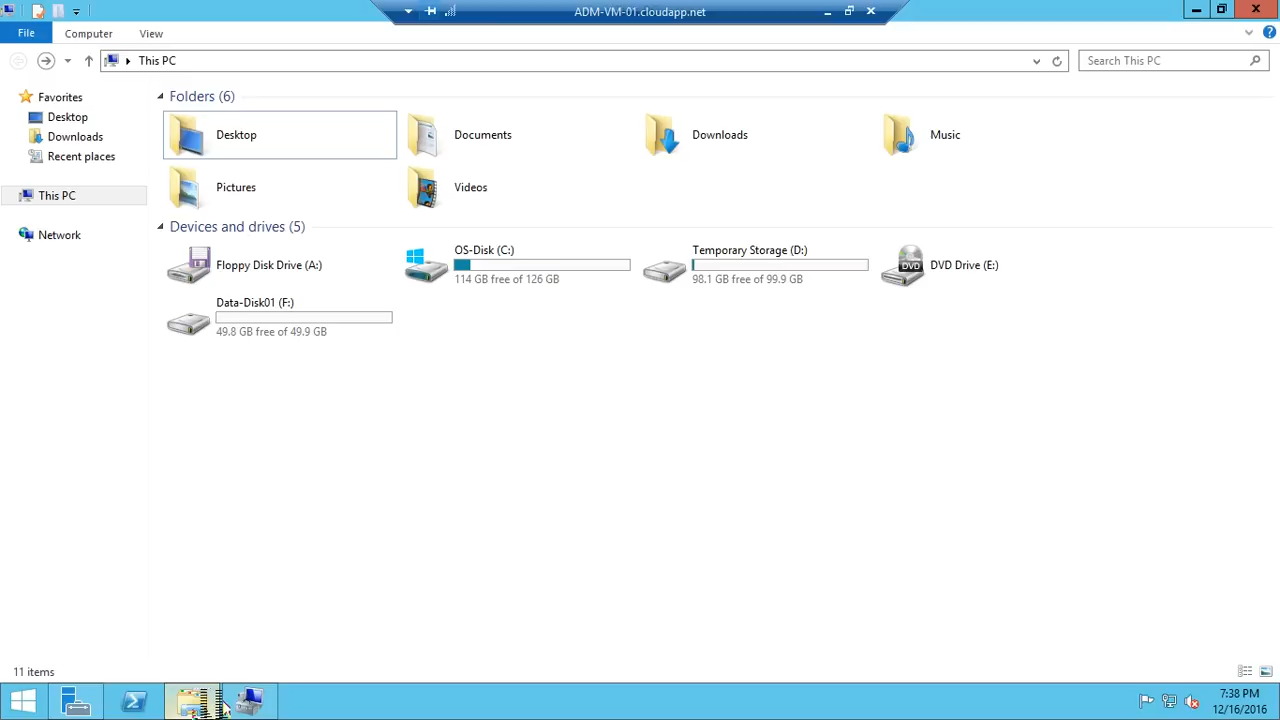 ADM-VM-01.cloudapp.net
File
Computer
View
This PC
Search This PC
Favorites
Desktop
Downloads
Recent places
This PC
Network
Folders (6)
Desktop
Documents
Downloads
Music
Pictures
Videos
Devices and drives (5)
Floppy Disk Drive (A:)
OS-Disk (C:)
114 GB free of 126 GB
Temporary Storage (D:)
98.1 GB free of 99.9 GB
DVD
DVD Drive (E:)
Data-Disk01 (F:)
49.8 GB free of 49.9 GB
11 items
7:38 PM
12/16/2016